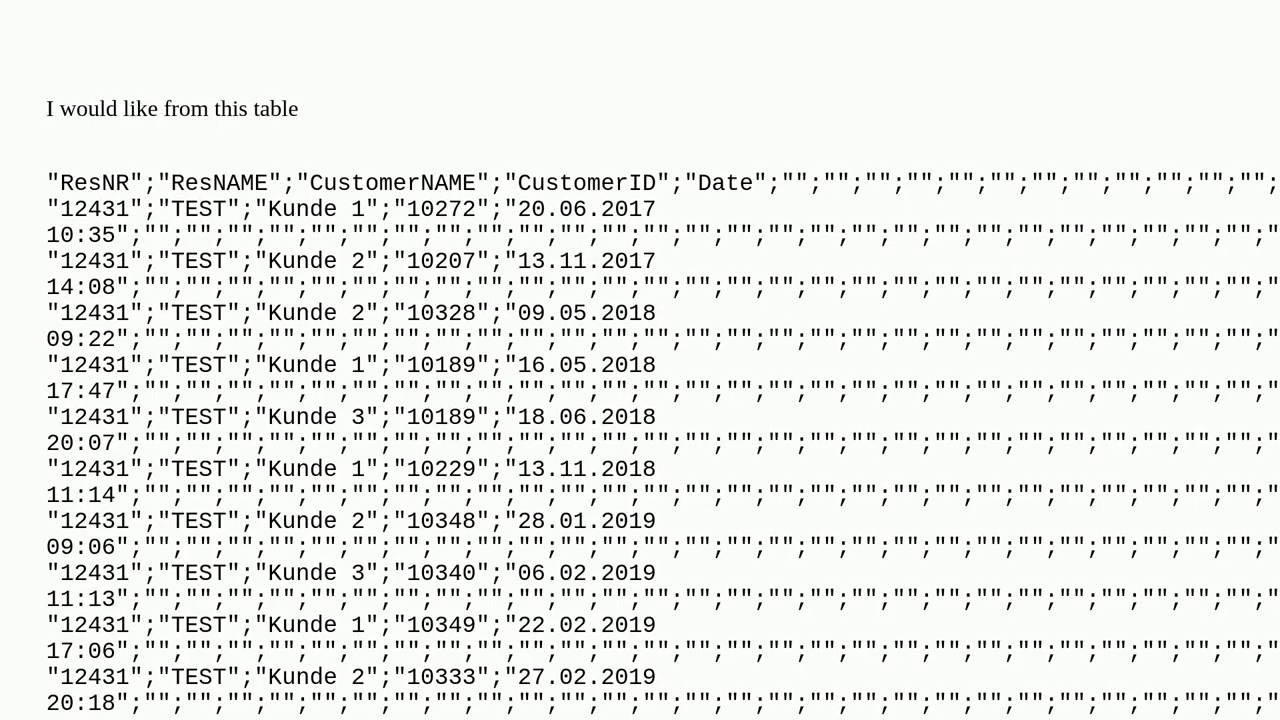 I would like from this table
"ResNR";"ResNAME";"CustomerNAME";"CustomerID";"Date";"";"";"";"";"";"";"";"";"";"";"";"";
"12431";"TEST";"Kunde 1";"10272";"20.06.2017
10:35";"";"";"";"";"";"";"";"";"";"";"";"";"";"";"";"";"";"";"";"";"";"";"";"";"";"";"";"
"12431";"TEST";"Kunde 2";"10207";"13.11.2017
14:08";"";"";"";"";"";"";"";"";"";"";"";"";"";"";"";"";"";"";"";"";"";"";"";"";"";"";"";"
"12431";"TEST";"Kunde 2";"10328";"09.05.2018
09:22";"";"";"";"";"";"";"";"";"";"";"";"";"";"";"";"";"";"";"";"";"";"";"";"";"";"";"";"
"12431";"TEST";"Kunde 1";"10189";"16.05.2018
17:47";"";"";"";"";"";"";"";"";"";"";"";"";"";"";"";"";"";"";"";"";"";"";"";"";"";"";"";"
"12431";"TEST";"Kunde 3";"10189";"18.06.2018
20:07";"";"";"";"";"";"";"";"";"";"";"";"";"";"";"";"";"";"";"";"";"";"";"";"";"";"";"";"
"12431";"TEST";"Kunde 1";"10229";"13.11.2018
11:14";"";"";"";"";"";"";"";"";"";"";"";"";"";"";"";"";"";"";"";"";"";"";"";"";"";"";"";"
"12431";"TEST";"Kunde 2";"10348";"28.01.2019
09:06";"";"";"";"";"";"";"";"";"";"";"";"";"";"";"";"";"";"";"";"";"";"";"";"";"";"";"";"
"12431";"TEST";"Kunde 3";"10340";"06.02.2019
11:13";"";"";"";"";"";"";"";"";"";"";"";"";"";"";"";"";"";"";"";"";"";"";"";"";"";"";"";"
"12431";"TEST";"Kunde 1";"10349";"22.02.2019
17:06";"";"";"";"";"";"";"";"";"";"";"";"";"";"";"";"";"";"";"";"";"";"";"";"";"";"";"";"
"12431";"TEST";"Kunde 2";"10333";"27.02.2019
20:18";"";"";"";"";"";"";"";"";"";"";"";"";"";"";"";"";"";"";"";"";"";"";"";"";"";"";"";"